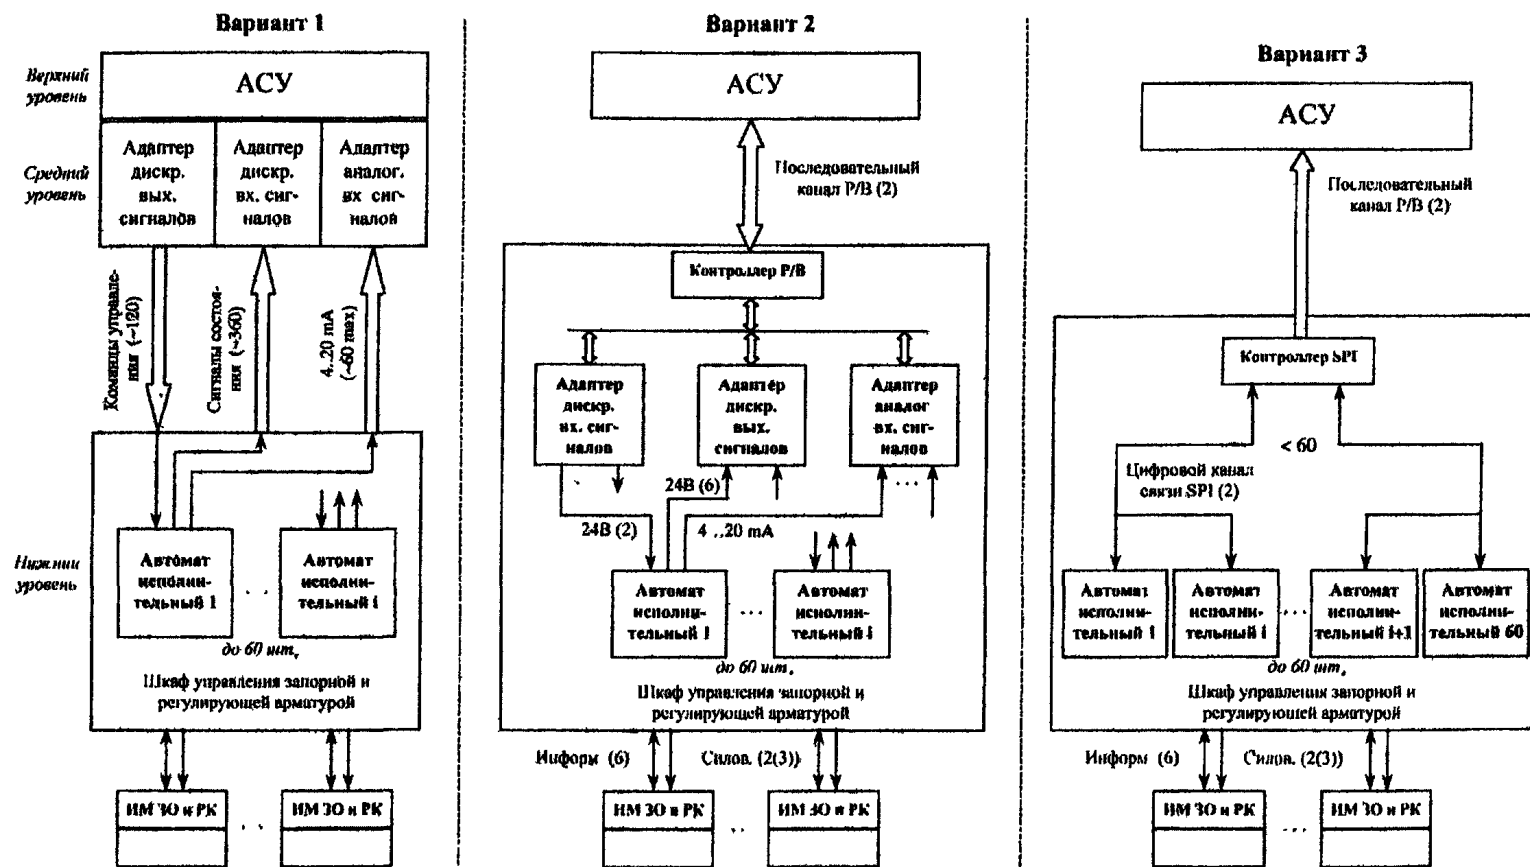 Вариант 1
Верхний
уровень
АСУ
Средний
уровень
Адаптер
дискр.
вых.
сигналов
Адаптер
дискр.
вх. сиг-
налов
Адаптер
аналог.
вх сиг-
налов
Команды управле-
ния (~120)
Сигналы состоя-
ния (~360)
4..20 mA
(~60 max)
Нижнии
уровень
Автомат
исполни-
тельный 1
. .
Автомат
исполни-
тельный i
до 60 шт.
Шкаф управления запорной и
регулирующей арматурой
ИМ ЗО и РК
. .
ИМ ЗО и РК
Вариант 2
АСУ
Последовательный
канал Р/В (2)
Контроллер Р/В
Адаптер
дискр.
вх. сиг-
налов
Адаптер
дискр.
вых.
сигналов
Адаптер
аналог
вх. сиг-
налов
24В (6)
...
24В (2)
4 ..20 mA
Автомат
исполни-
тельный 1
...
Автомат
исполни-
тельный i
до 60 шт.
Шкаф управления запорной и
регулирующей арматурой
Информ (6)
Силов. (2(3))
ИМ ЗО и РК
..
ИМ ЗО и РК
Вариант 3
АСУ
Последовательный
канал Р/В (2)
Контроллер SPI
< 60
Цифровой канал
связи SPI (2)
Автомат
исполни-
тельный 1
Автомат
исполни-
тельный i
...
Автомат
исполни-
тельный i+1
Автомат
исполни-
тельный 60
до 60 шт.
Шкаф управления запорной и
регулирующей арматурой
Информ (6)
Силов. (2(3))
ИМ ЗО и РК
...
ИМ ЗО и РК